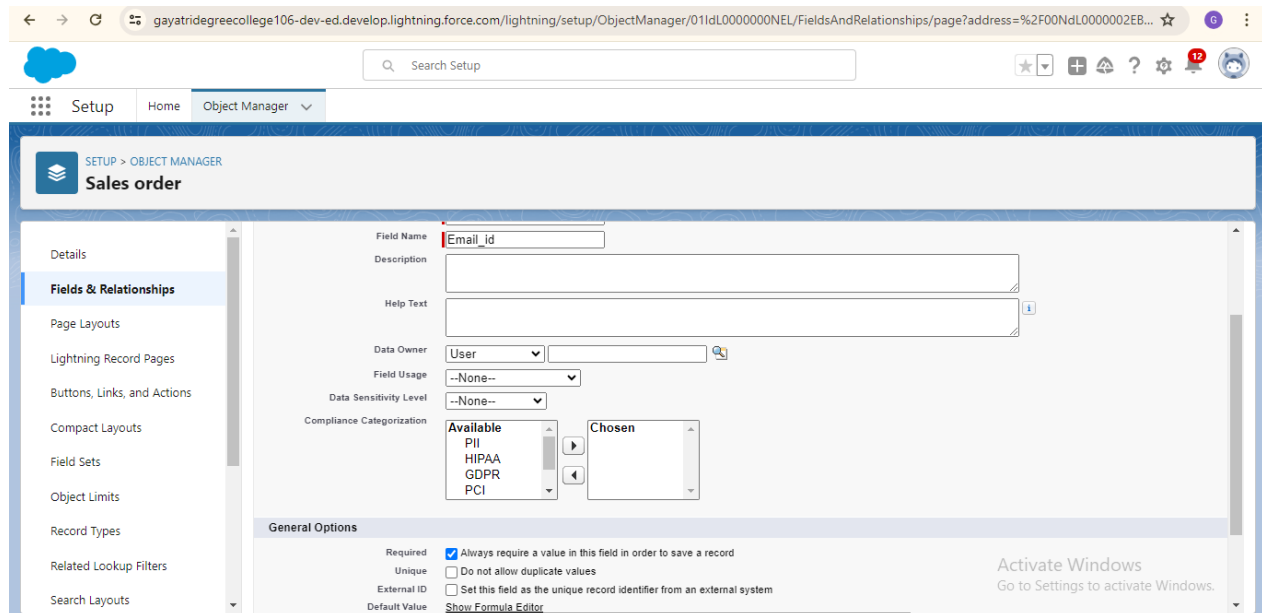 gayatridegreecollege106-dev-ed.develop.lightning.force.com/lightning/setup/ObjectManager/01IdL0000000NEL/FieldsAndRelationships/page?address=%2F00NdL0000002EB...
G
Search Setup
12
Setup
Home
Object Manager
SETUP > OBJECT MANAGER
Sales order
Details
Fields & Relationships
Page Layouts
Lightning Record Pages
Buttons, Links, and Actions
Compact Layouts
Field Sets
Object Limits
Record Types
Related Lookup Filters
Search Layouts
Field Name Email_id
Description
Help Text
i
Data Owner User
Field Usage --None--
Data Sensitivity Level --None--
Compliance Categorization
Available Chosen
PII
HIPAA
GDPR
PCI
General Options
Required Always require a value in this field in order to save a record
Unique Do not allow duplicate values
External ID Set this field as the unique record identifier from an external system
Default Value Show Formula Editor
Activate Windows
Go to Settings to activate Windows.